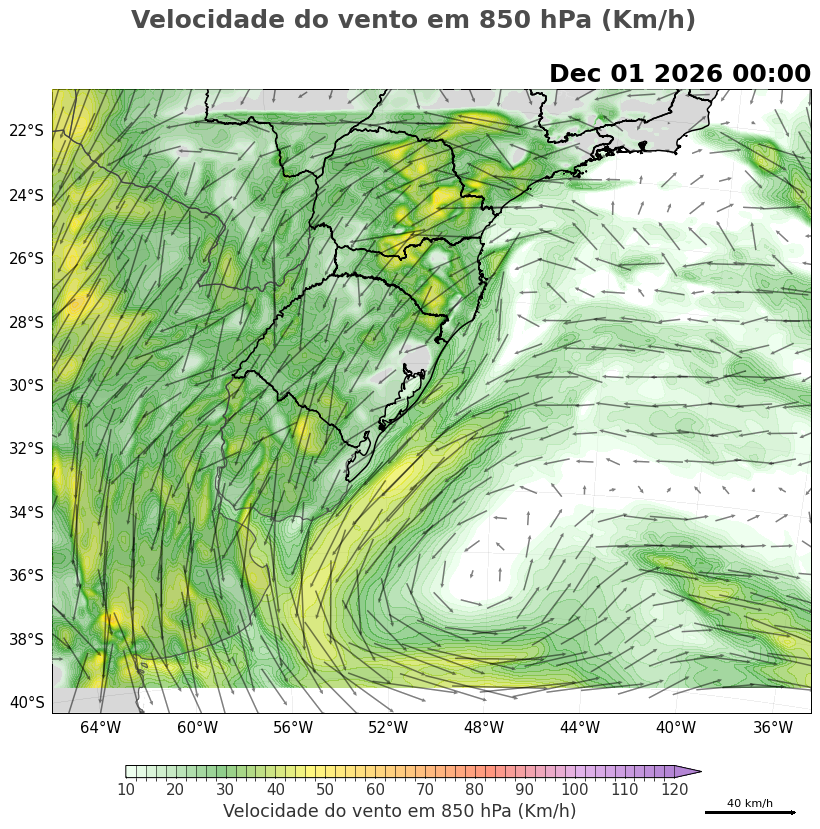 Velocidade do vento em 850 hPa (Km/h)
Dec 01 2026 00:00
22°S
24°S
26°S
28°S
30°S
32°S
34°S
36°S
38°S
40°S
64°W 60°W 56°W 52°W 48°W 44°W 40°W 36°W
10 20 30 40 50 60 70 80 90 100 110 120
Velocidade do vento em 850 hPa (Km/h)
40 km/h